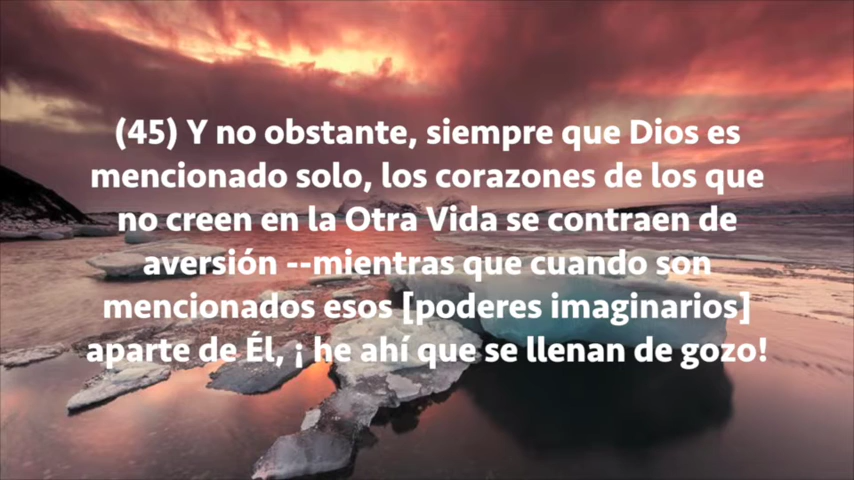 (45) Y no obstante, siempre que Dios es
mencionado solo, los corazones de los que
no creen en la Otra Vida se contraen de
aversión --mientras que cuando son
mencionados esos [poderes imaginarios]
aparte de Él, ¡ he ahí que se llenan de gozo!